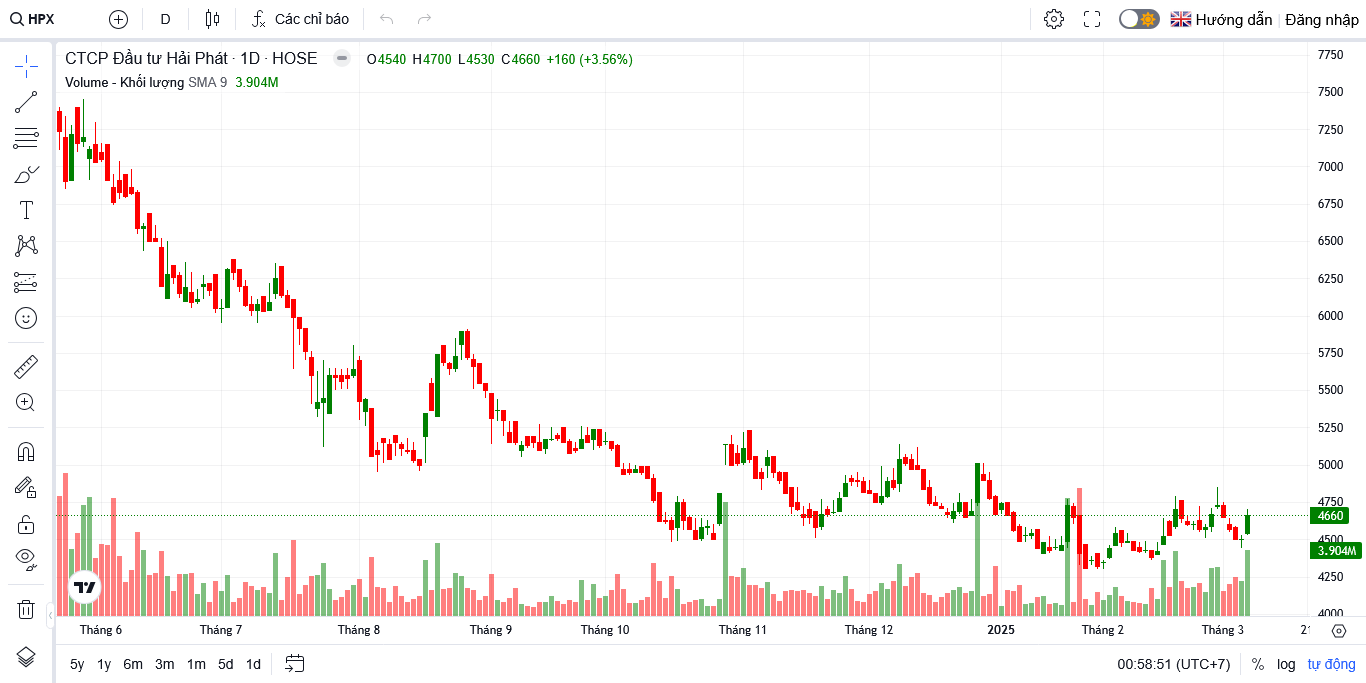 HPX D Các chỉ báo Hướng dẫn Đăng nhập
CTCP Đầu tư Hải Phát · 1D · HOSE O4540 H4700 L4530 C4660 +160 (+3.56%)
Volume - Khối lượng SMA 9 3.904M
7750
7500
7250
7000
6750
6500
6250
6000
5750
5500
5250
5000
4750
4660
4500
3.904M
4250
4000
Tháng 6 Tháng 7 Tháng 8 Tháng 9 Tháng 10 Tháng 11 Tháng 12 2025 Tháng 2 Tháng 3
5y 1y 6m 3m 1m 5d 1d 00:58:51 (UTC+7) % log tự động